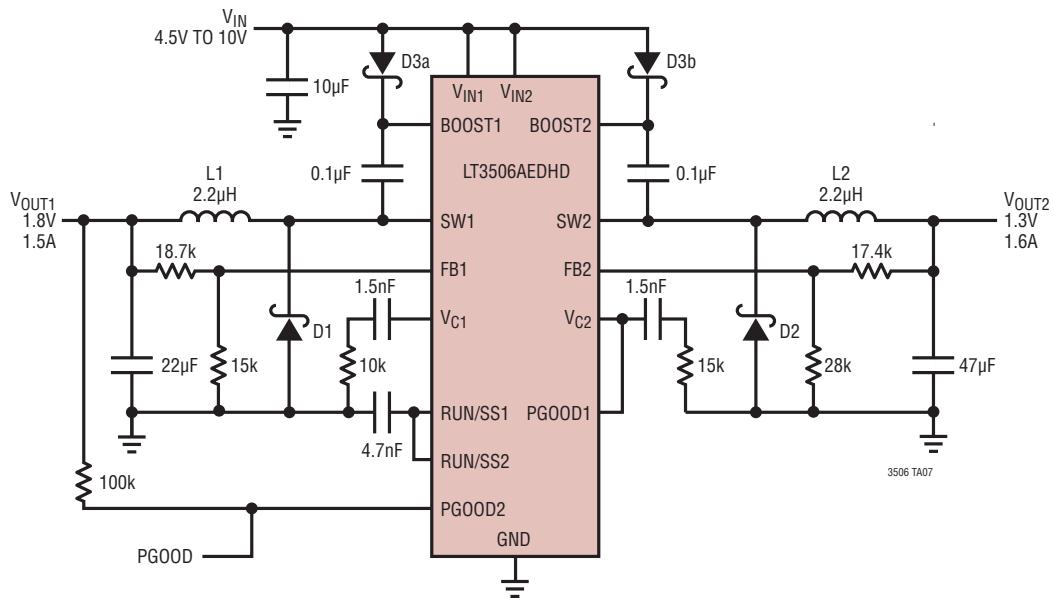 VIN
4.5V TO 10V
D3a
D3b
10µF
VIN1
VIN2
BOOST1
BOOST2
LT3506AEDHD
0.1µF
0.1µF
L1
2.2µH
L2
2.2µH
VOUT1
1.8V
1.5A
SW1
SW2
VOUT2
1.3V
1.6A
18.7k
FB1
FB2
17.4k
1.5nF
1.5nF
VC1
VC2
D1
D2
22µF
15k
10k
15k
28k
47µF
RUN/SS1
PGOOD1
4.7nF
RUN/SS2
3506 TA07
100k
PGOOD2
GND
PGOOD